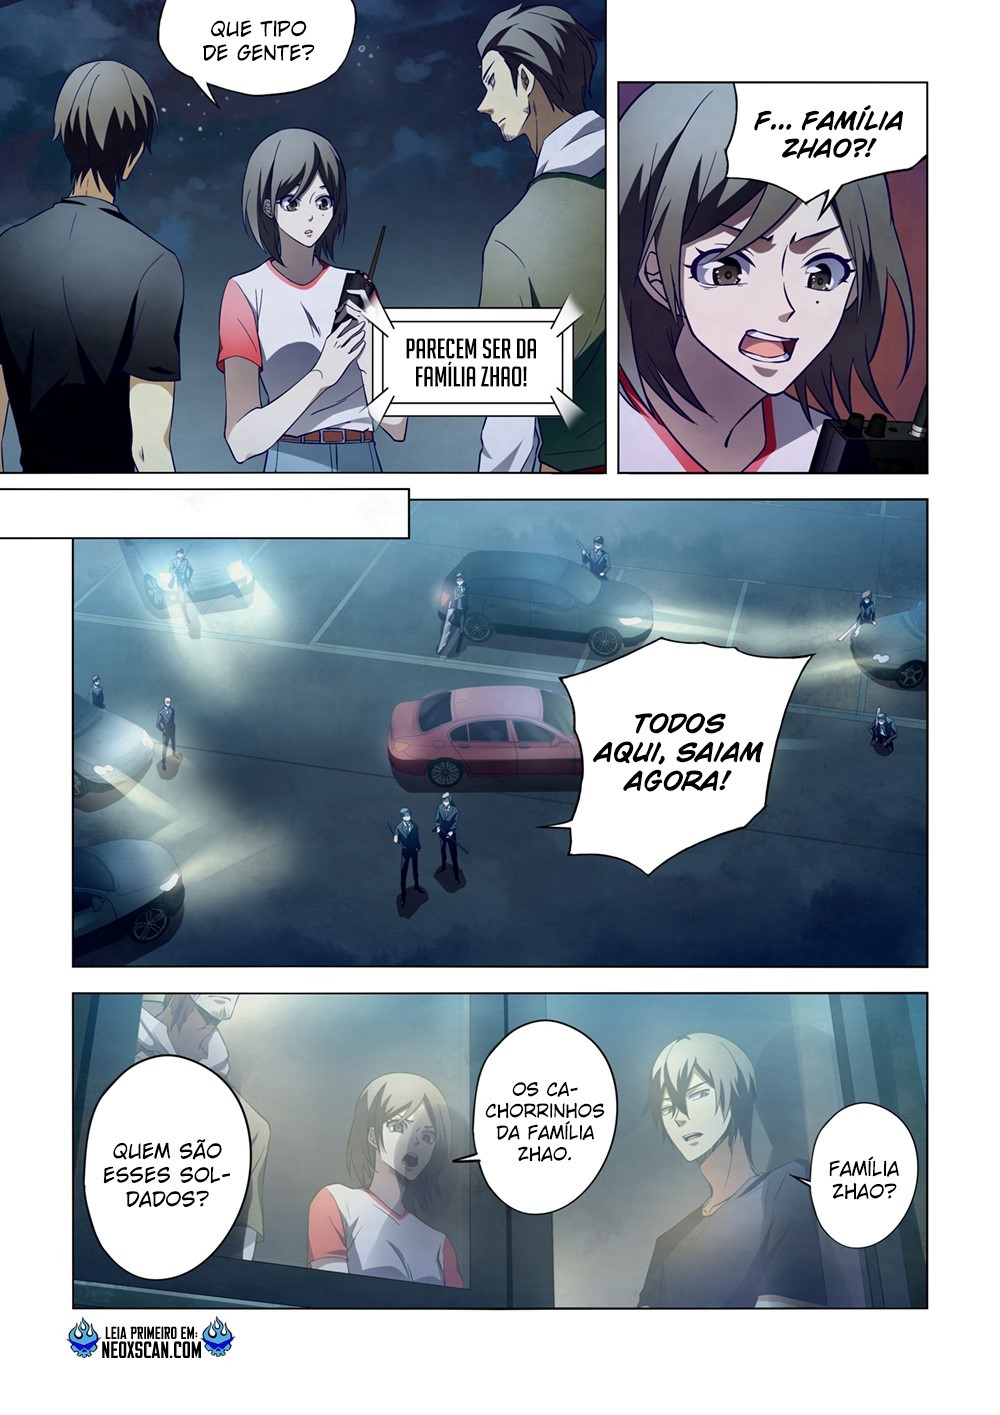 QUE TIPO
DE GENTE?
PARECEM SER DA
FAMÍLIA ZHAO!
F... FAMÍLIA
ZHAO?!
TODOS
AQUI, SAIAM
AGORA!
QUEM SÃO
ESSES SOL-
DADOS?
OS CA-
CHORRINHOS
DA FAMÍLIA
ZHAO.
FAMÍLIA
ZHAO?
LEIA PRIMEIRO EM:
NEOXSCAN.COM